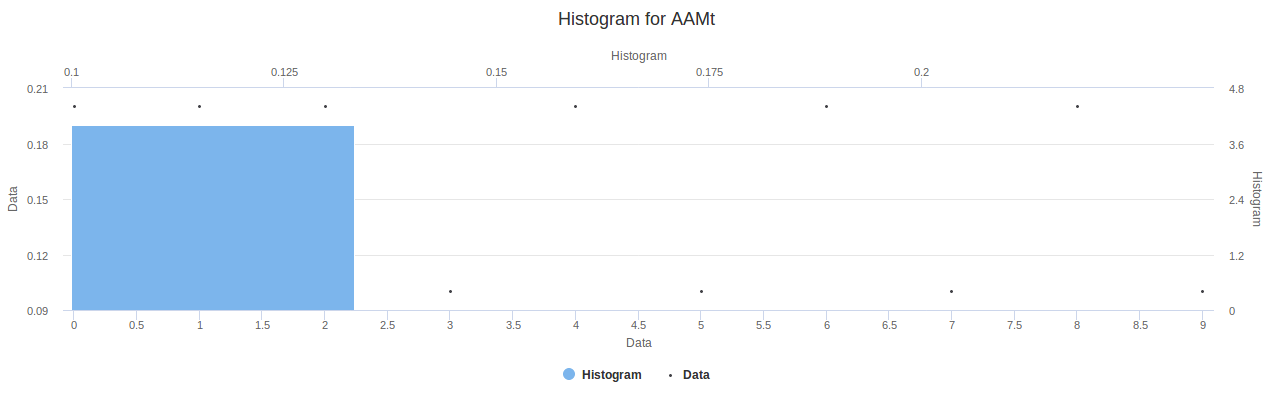 Histogram for AAMt
Histogram
0.1 0.125 0.15 0.175 0.2
0.21 4.8
0.18 3.6
0.15 2.4
0.12 1.2
0.09 0
Data
Histogram
0 0.5 1 1.5 2 2.5 3 3.5 4 4.5 5 5.5 6 6.5 7 7.5 8 8.5 9
Data
Histogram Data